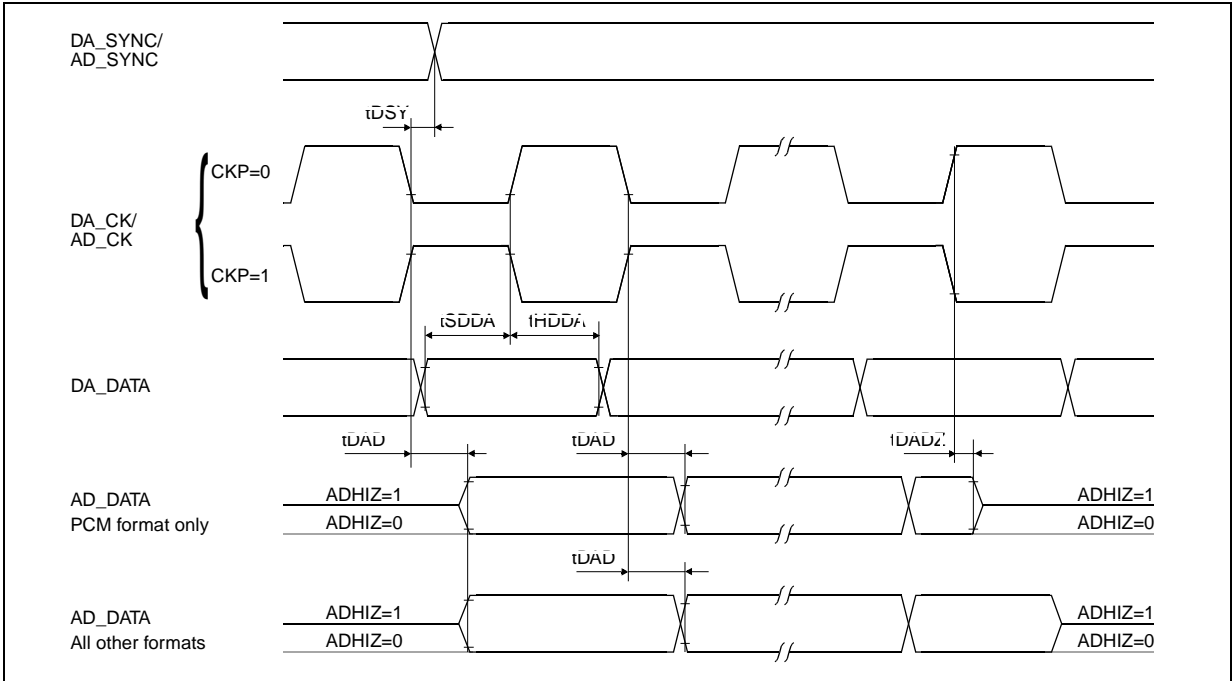 DA_SYNC/
AD_SYNC
tDSY
CKP=0
DA_CK/
AD_CK
CKP=1
tSDDA tHDDA
DA_DATA
tDAD tDAD tDADZ
AD_DATA
PCM format only
ADHIZ=1 ADHIZ=1
ADHIZ=0 ADHIZ=0
tDAD
AD_DATA
All other formats
ADHIZ=1 ADHIZ=1
ADHIZ=0 ADHIZ=0